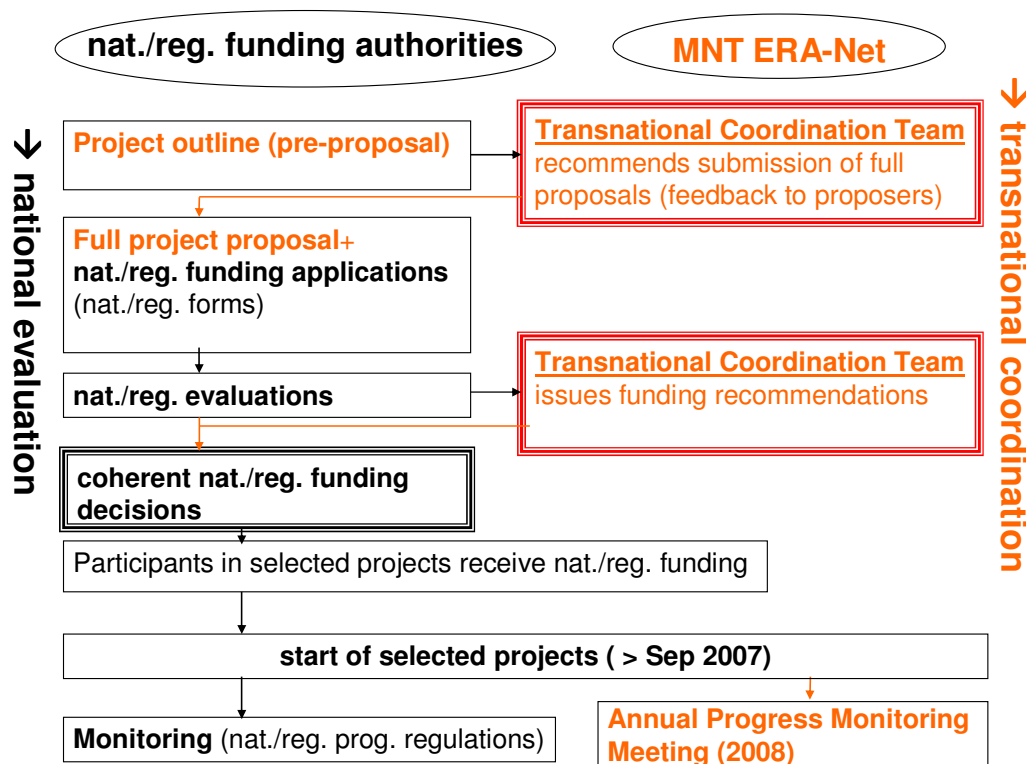 nat./reg. funding authorities
MNT ERA-Net
→ national evaluation
→ transnational coordination
Project outline (pre-proposal)
Transnational Coordination Team
recommends submission of full
proposals (feedback to proposers)
Full project proposal+
nat./reg. funding applications
(nat./reg. forms)
nat./reg. evaluations
Transnational Coordination Team
issues funding recommendations
coherent nat./reg. funding
decisions
Participants in selected projects receive nat./reg. funding
start of selected projects ( > Sep 2007)
Monitoring (nat./reg. prog. regulations)
Annual Progress Monitoring
Meeting (2008)